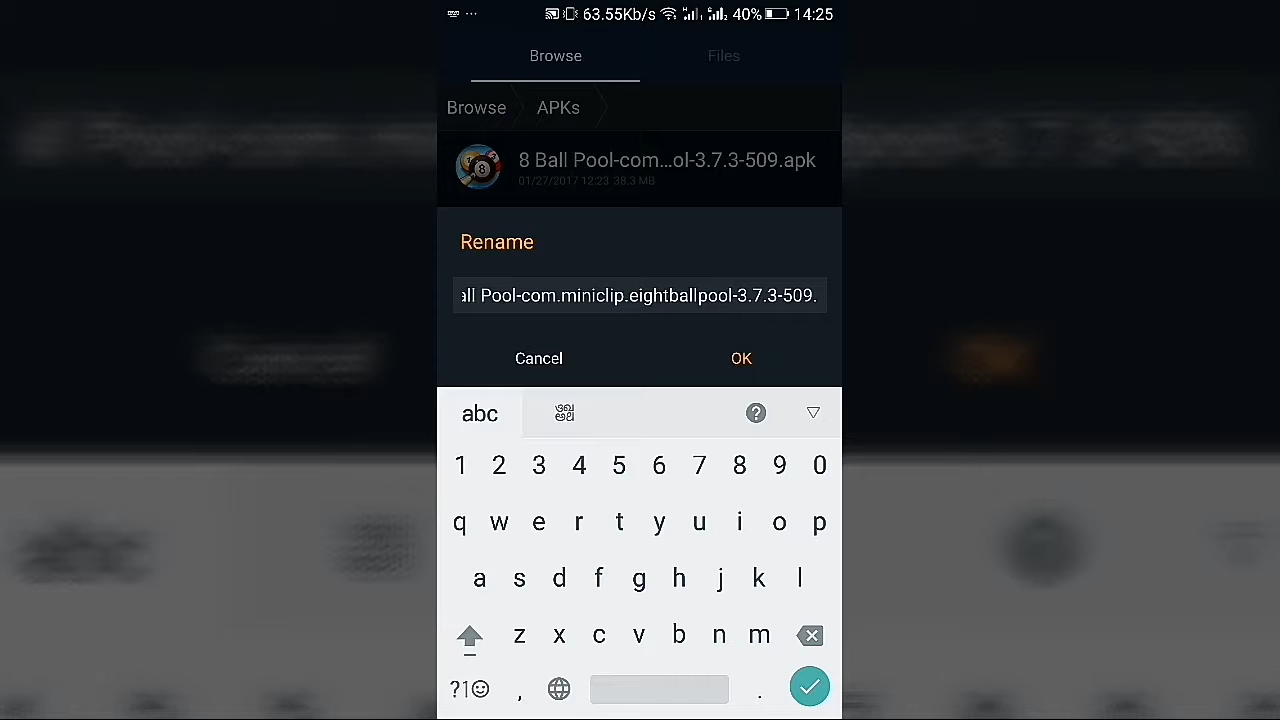 63.55Kb/s 40% 14:25
Browse Files
Browse APKs
8 Ball Pool-com...ol-3.7.3-509.apk
01/27/2017 12:23 38.3 MB
Rename
all Pool-com.miniclip.eightballpool-3.7.3-509.
Cancel OK
abc
1 2 3 4 5 6 7 8 9 0
q w e r t y u i o p
a s d f g h j k l
z x c v b n m
?1☺ , .